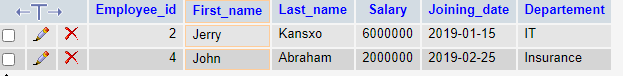 ←T→ Employee_id First_name Last_name Salary Joining_date Departement
2 Jerry Kansxo 6000000 2019-01-15 IT
4 John Abraham 2000000 2019-02-25 Insurance